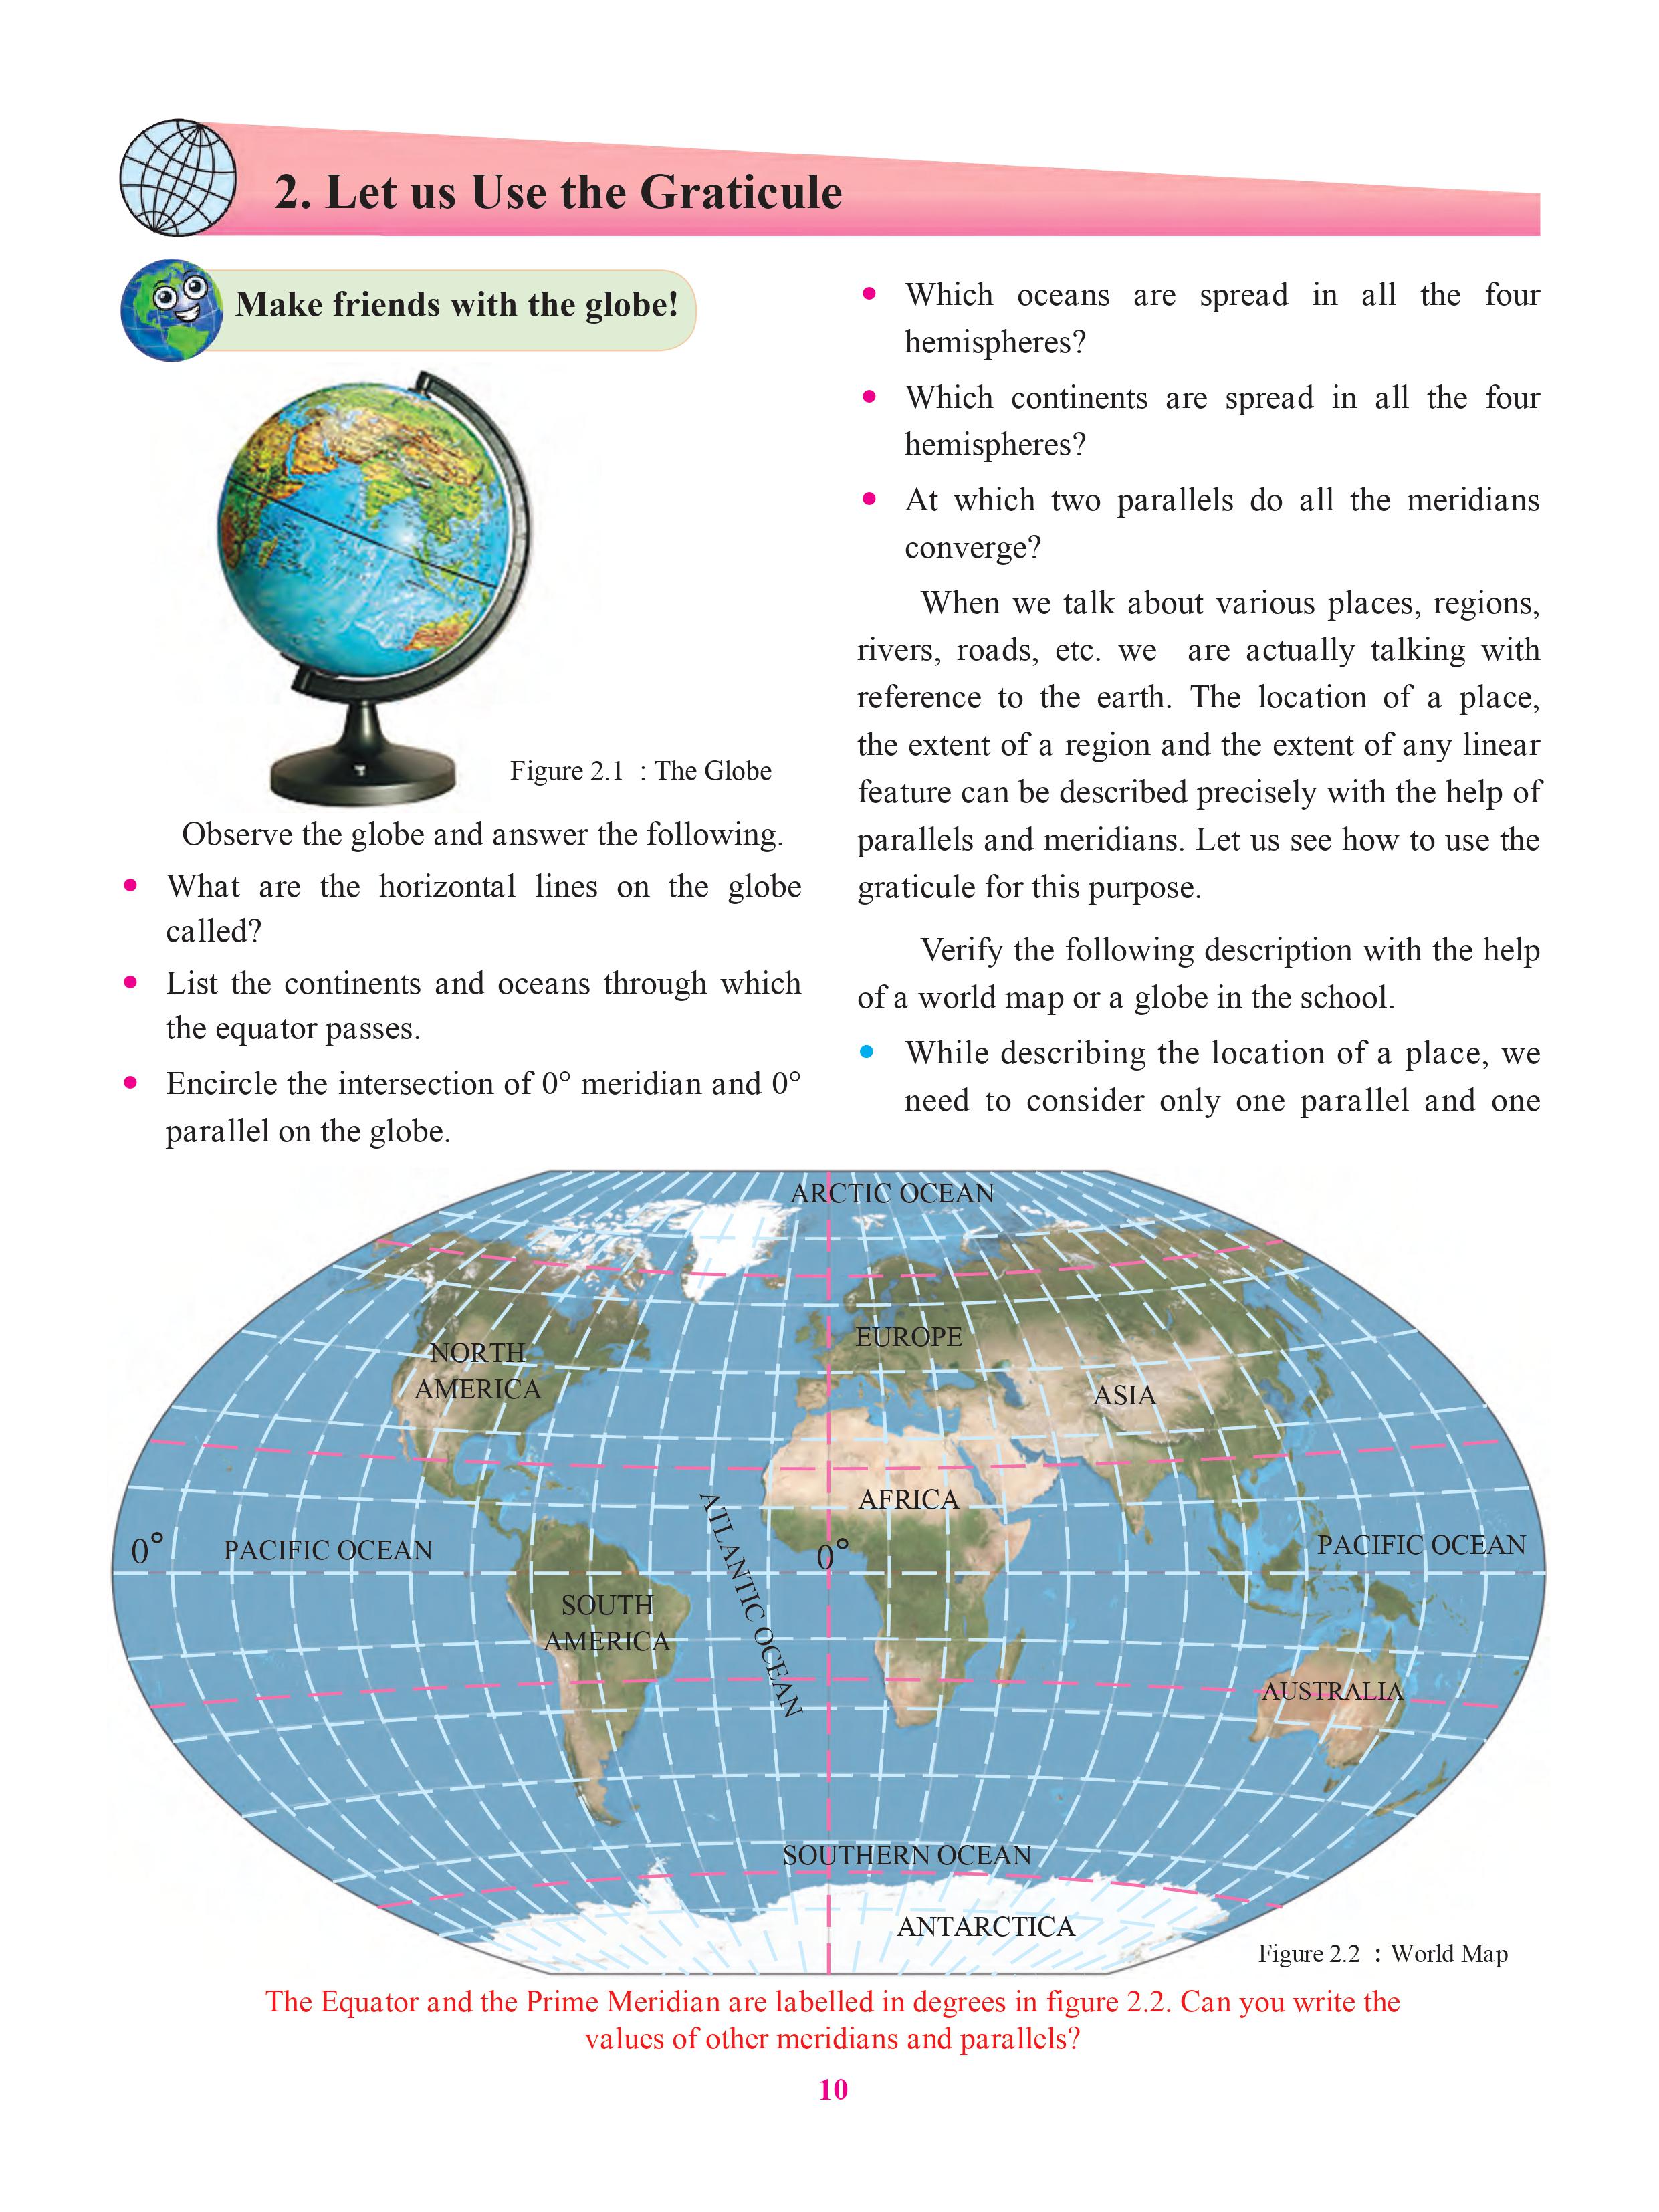 2. Let us Use the Graticule
Make friends with the globe!
Figure 2.1 : The Globe
Observe the globe and answer the following.
• What are the horizontal lines on the globe
called?
• List the continents and oceans through which
the equator passes.
• Encircle the intersection of 0° meridian and 0°
parallel on the globe.
• Which oceans are spread in all the four
hemispheres?
• Which continents are spread in all the four
hemispheres?
• At which two parallels do all the meridians
converge?
When we talk about various places, regions,
rivers, roads, etc. we are actually talking with
reference to the earth. The location of a place,
the extent of a region and the extent of any linear
feature can be described precisely with the help of
parallels and meridians. Let us see how to use the
graticule for this purpose.
Verify the following description with the help
of a world map or a globe in the school.
• While describing the location of a place, we
need to consider only one parallel and one
ARCTIC OCEAN
NORTH
AMERICA
EUROPE
ASIA
AFRICA
ATLANTIC OCEAN
0°
PACIFIC OCEAN
0°
PACIFIC OCEAN
SOUTH
AMERICA
AUSTRALIA
SOUTHERN OCEAN
ANTARCTICA
Figure 2.2 : World Map
The Equator and the Prime Meridian are labelled in degrees in figure 2.2. Can you write the
values of other meridians and parallels?
10